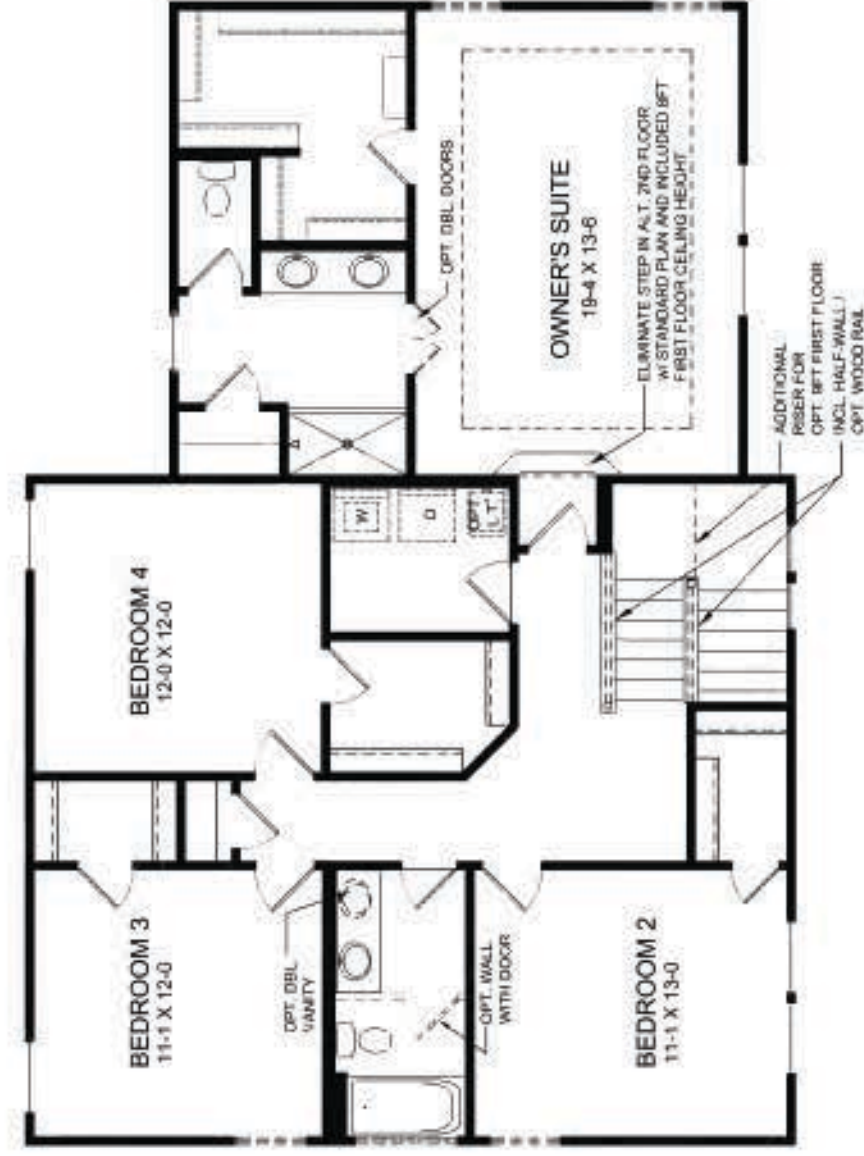 BEDROOM 3
11-1 X 12-0
BEDROOM 4
12-0 X 12-0
OPT. DBL
VANITY
OPT. WALL
WITH DOOR
BEDROOM 2
11-1 X 13-0
W
D
OPT.
L.T.
OPT. DBL DOORS
OWNER'S SUITE
19-4 X 13-6
ELIMINATE STEP IN ALT. 2ND FLOOR
W/ STANDARD PLAN AND INCLUDED 8FT
FIRST FLOOR CEILING HEIGHT
ADDITIONAL
RISER FOR
OPT. 9FT FIRST FLOOR
INCL. HALF-WALL /
OPT. WOOD RAIL